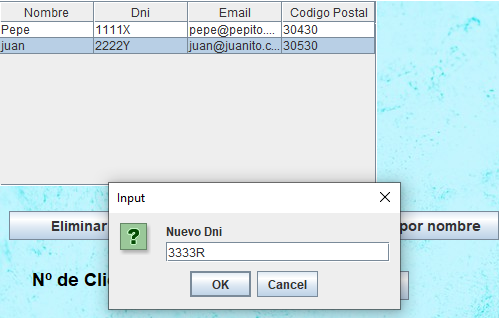 Nombre Dni Email Codigo Postal
Pepe 1111X pepe@pepito.... 30430
juan 2222Y juan@juanito.c... 30530
Input
Nuevo Dni
3333R
OK Cancel
Eliminar por nombre
Nº de Clie